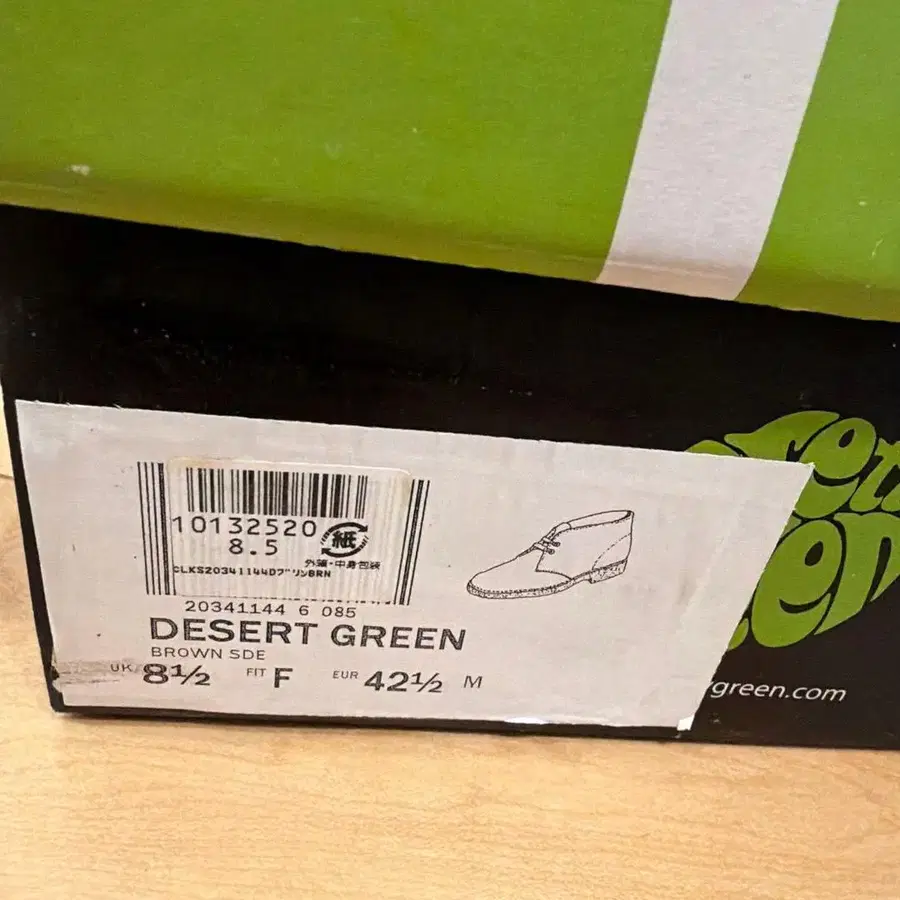 10132520
8.5
紙
外箱・中身包装
CLKS20341144Dブーリン BRN
20341144 6 085
DESERT GREEN
BROWN SDE
UK 8½ FIT F EUR 42½ M
green.com